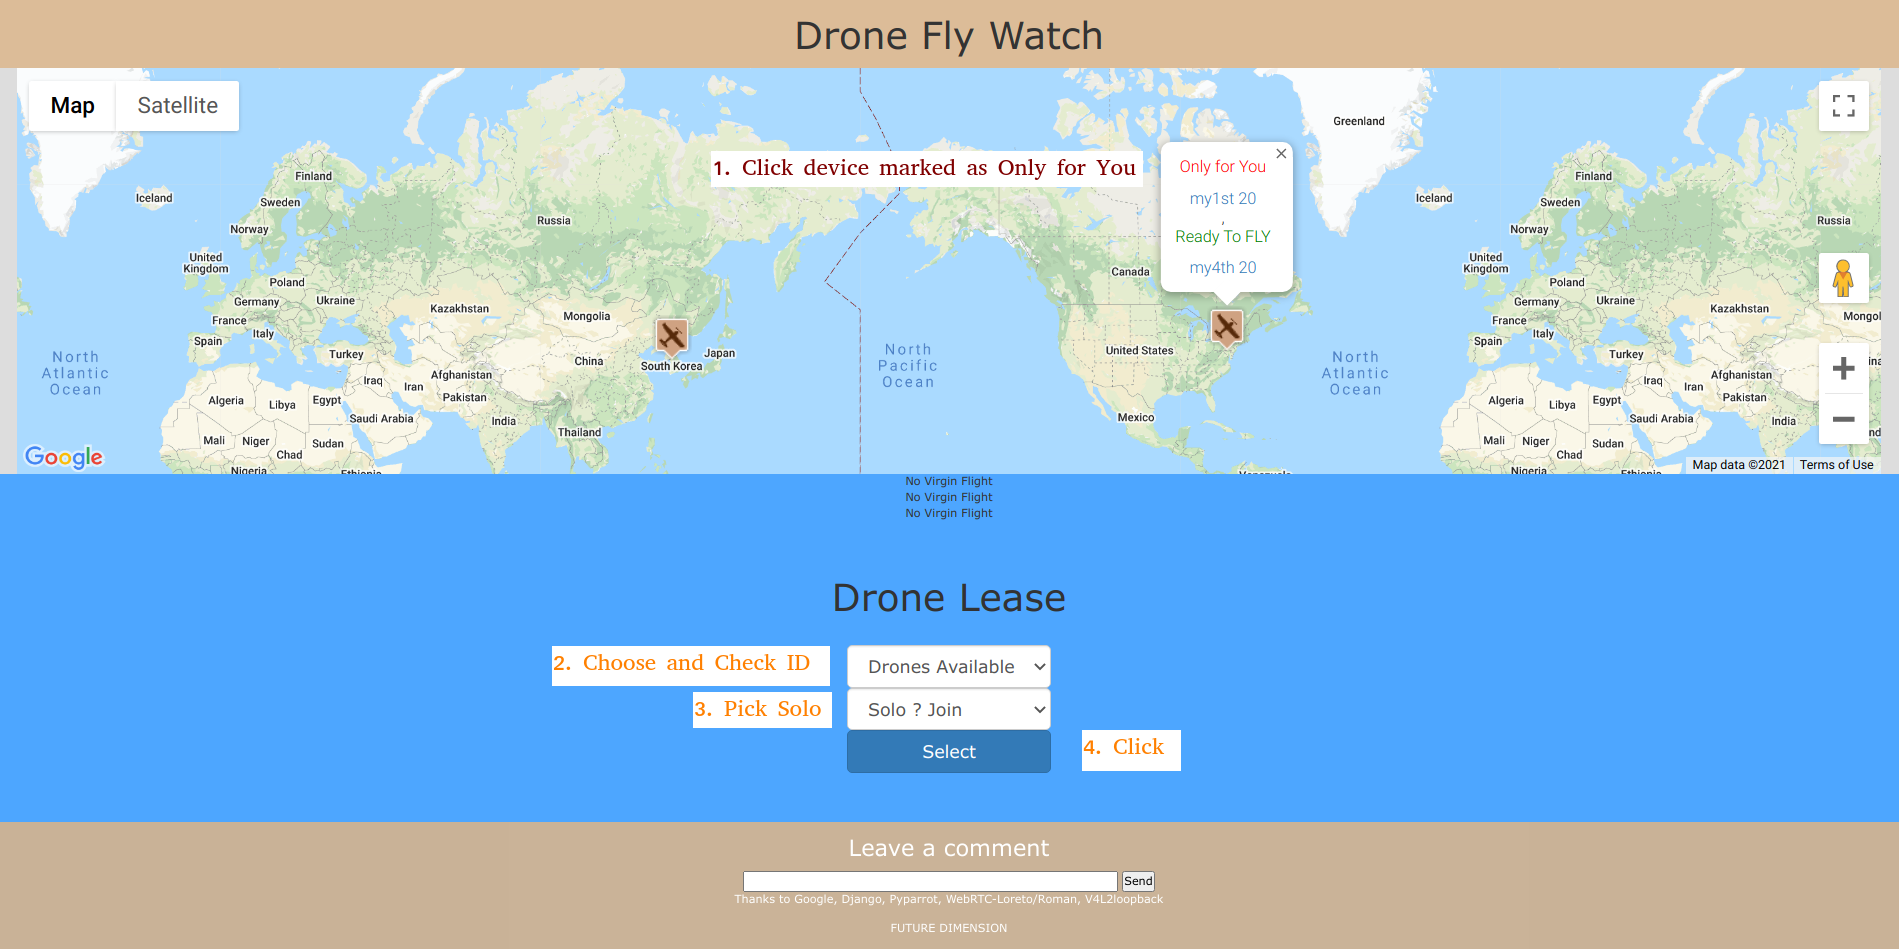 Drone Fly Watch
Map
Satellite
Greenland
1. Click device marked as Only for You
Only for You
my1st 20
,
Ready To FLY
my4th 20
Iceland
Finland
Sweden
Norway
Russia
United
Kingdom
Poland
Germany
Ukraine
France
Italy
Spain
Kazakhstan
Mongolia
Turkey
China
Japan
South Korea
Iraq
Iran
Afghanistan
Pakistan
Algeria
Libya
Egypt
Saudi Arabia
India
Thailand
Mali
Niger
Sudan
Chad
Nigeria
Ethiopia
North
Atlantic
Ocean
North
Pacific
Ocean
Canada
United States
Mexico
Venezuela
North
Atlantic
Ocean
Iceland
Finland
Sweden
Norway
Russia
United
Kingdom
Poland
Germany
Ukraine
France
Italy
Spain
Kazakhstan
Mongol
Turkey
Iraq
Iran
Afghanistan
Pakistan
Algeria
Libya
Egypt
Saudi Arabia
India
Mali
Niger
Sudan
Chad
Nigeria
Ethiopia
Google
Map data ©2021
Terms of Use
No Virgin Flight
No Virgin Flight
No Virgin Flight
Drone Lease
2. Choose and Check ID
Drones Available
3. Pick Solo
Solo ? Join
Select
4. Click
Leave a comment
Send
Thanks to Google, Django, Pyparrot, WebRTC-Loreto/Roman, V4L2loopback
FUTURE DIMENSION